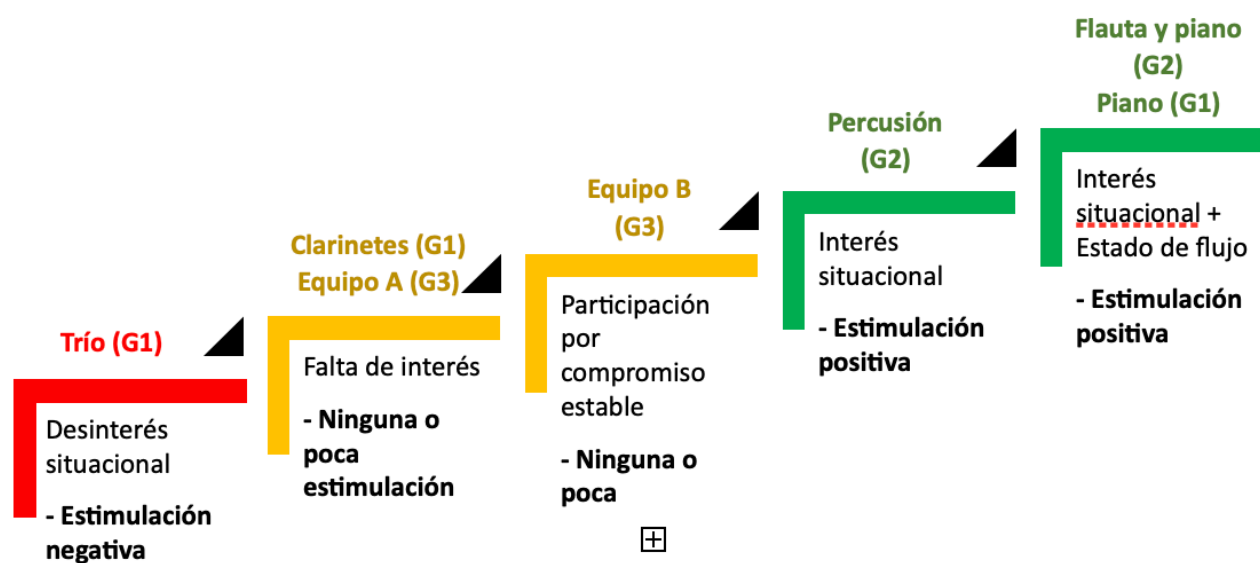 Trío (G1)
Desinterés
situacional
- Estimulación
negativa
Clarinetes (G1)
Equipo A (G3)
Falta de interés
- Ninguna o
poca
estimulación
Equipo B
(G3)
Participación
por
compromiso
estable
- Ninguna o
poca
Percusión
(G2)
Interés
situacional
- Estimulación
positiva
Flauta y piano
(G2)
Piano (G1)
Interés
situacional +
Estado de flujo
- Estimulación
positiva